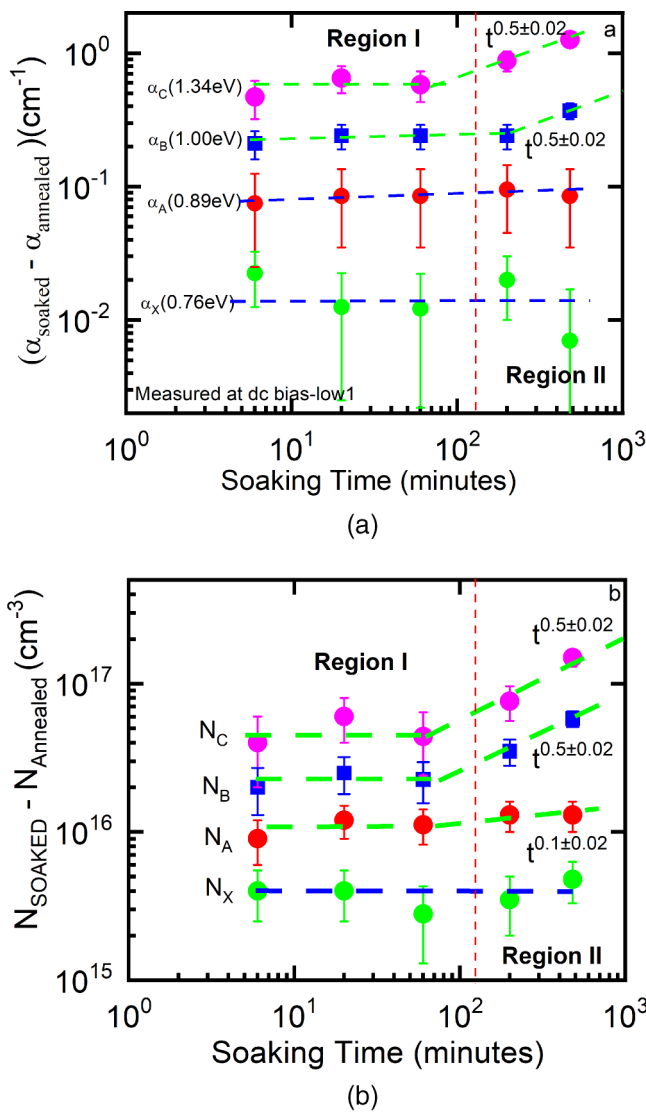 a
t^0.5±0.02
Region I
10^0
α_C(1.34eV)
α_B(1.00eV)
t^0.5±0.02
10^-1
α_A(0.89eV)
α_X(0.76eV)
10^-2
Region II
Measured at dc bias-low1
(α_soaked - α_annealed)(cm^-1)
10^0 10^1 10^2 10^3
Soaking Time (minutes)
(a)
b
t^0.5±0.02
10^17
Region I
N_C
t^0.5±0.02
N_B
10^16
N_A
t^0.1±0.02
N_X
Region II
10^15
N_SOAKED - N_Annealed (cm^-3)
10^0 10^1 10^2 10^3
Soaking Time (minutes)
(b)